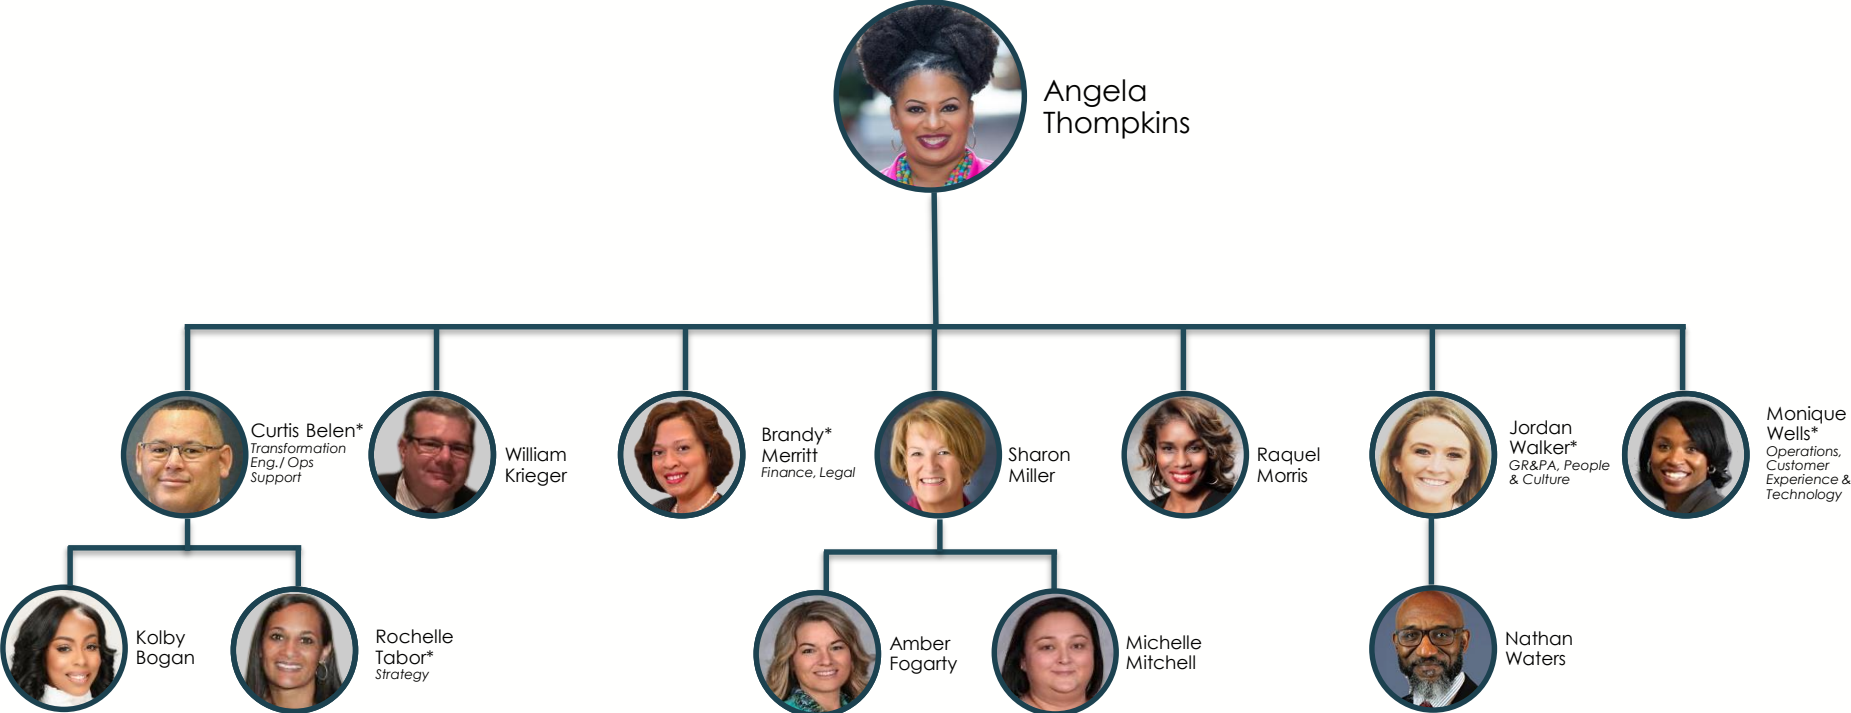 Angela
Thompkins
Curtis Belen*
Transformation
Eng./ Ops
Support
William
Krieger
Brandy*
Merritt
Finance, Legal
Sharon
Miller
Raquel
Morris
Jordan
Walker*
GR&PA, People
& Culture
Monique
Wells*
Operations,
Customer
Experience &
Technology
Kolby
Bogan
Rochelle
Tabor*
Strategy
Amber
Fogarty
Michelle
Mitchell
Nathan
Waters